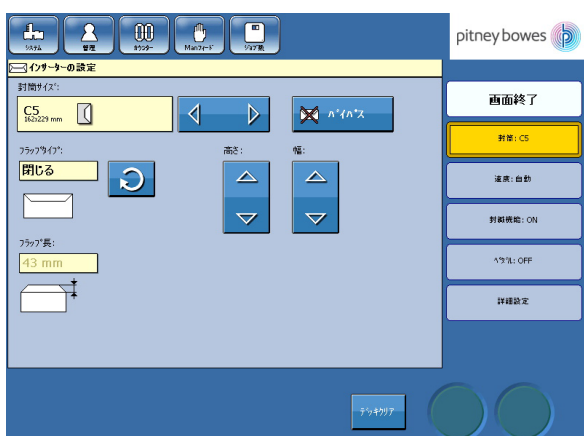 システム
管理
カウンター
Manフィード
ジョブ親
pitney bowes
インサーターの設定
封筒サイズ:
C5
162x229 mm
バイパス
フラップタイプ:
閉じる
高さ:
幅:
フラップ長:
43 mm
画面終了
封筒: C5
速度: 自動
封緘機能: ON
ペダル: OFF
詳細設定
デッキクリア